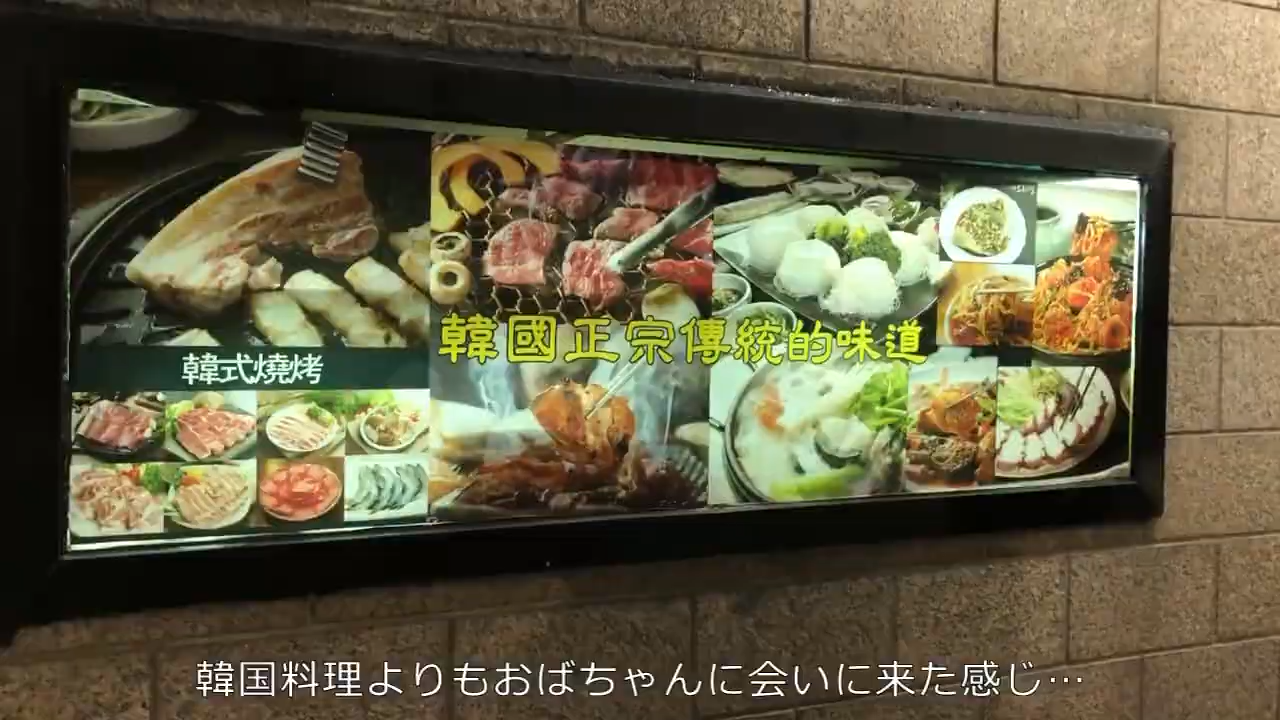 韓國正宗傳統的味道
韓式燒烤
韓国料理よりもおばちゃんに会いに来た感じ…